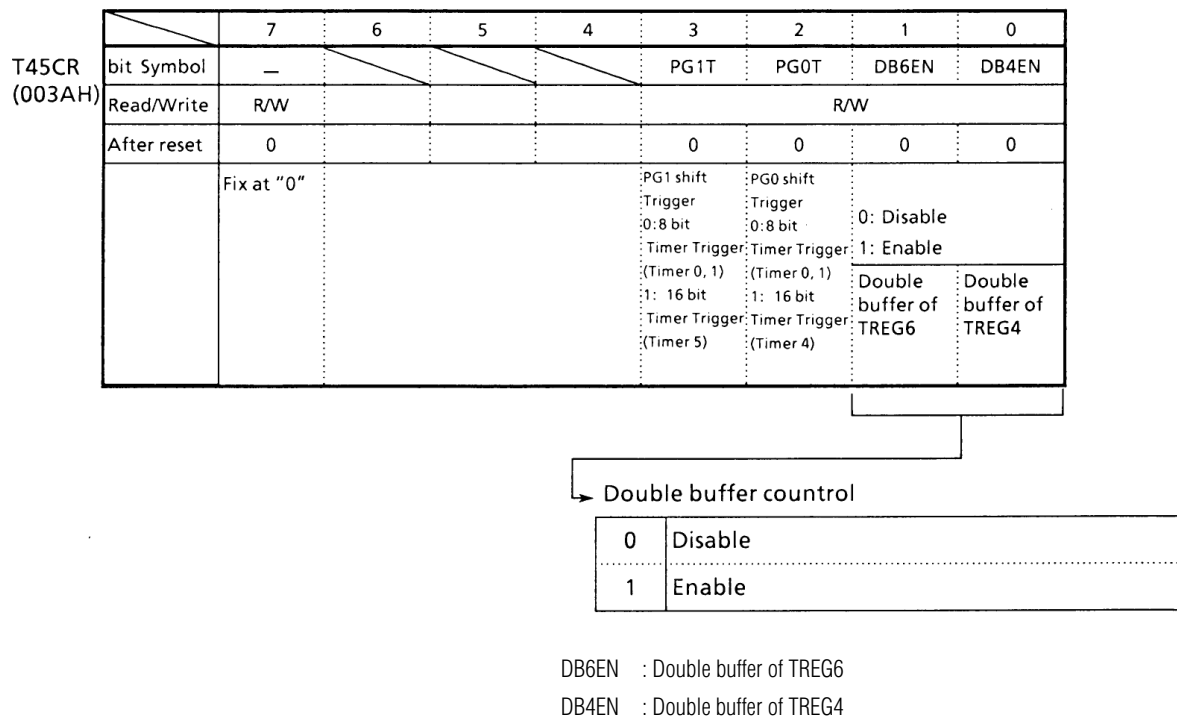 7 6 5 4 3 2 1 0
T45CR
(003AH)
bit Symbol — PG1T PG0T DB6EN DB4EN
Read/Write R/W R/W
After reset 0 0 0 0 0
Fix at "0"
PG1 shift
Trigger
0:8 bit
Timer Trigger
(Timer 0, 1)
1: 16 bit
Timer Trigger
(Timer 5)
PG0 shift
Trigger
0:8 bit
Timer Trigger
(Timer 0, 1)
1: 16 bit
Timer Trigger
(Timer 4)
0: Disable
1: Enable
Double
buffer of
TREG6
Double
buffer of
TREG4
Double buffer countrol
0 Disable
1 Enable
DB6EN : Double buffer of TREG6
DB4EN : Double buffer of TREG4